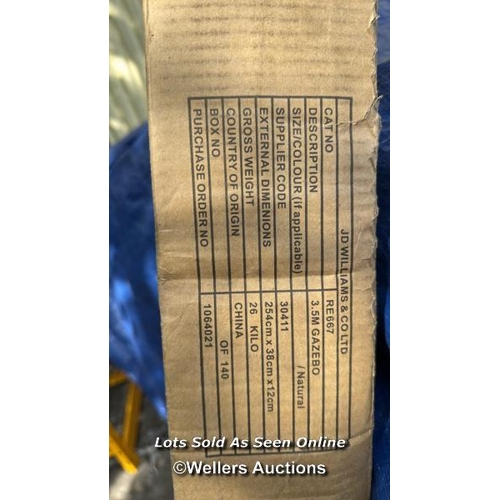 JD WILLIAMS & CO LTD
CAT NO RE667
DESCRIPTION 3.5M GAZEBO
SIZE/COLOUR (if applicable) / Natural
SUPPLIER CODE 30411
EXTERNAL DIMENIONS 254cm x 38cm x 12cm
GROSS WEIGHT 26 KILO
COUNTRY OF ORIGIN CHINA
BOX NO OF 140
PURCHASE ORDER NO 1064021
Lots Sold As Seen Online
©Wellers Auctions